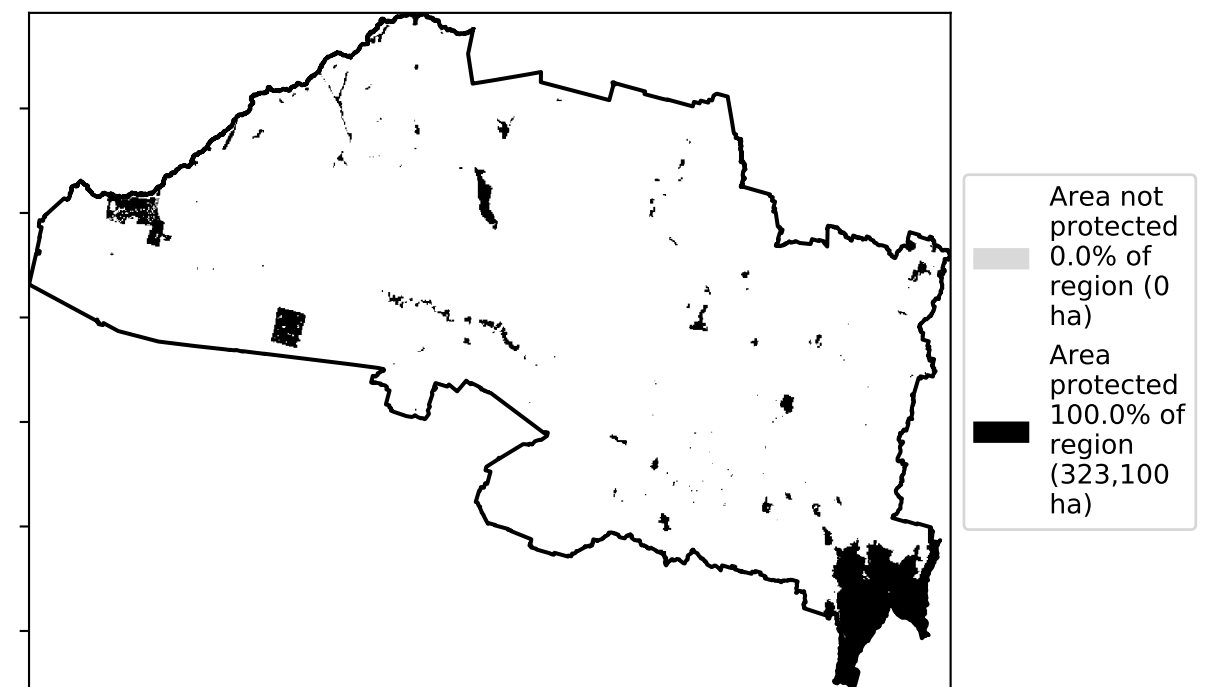 Area not
protected
0.0% of
region (0
ha)
Area
protected
100.0% of
region
(323,100
ha)